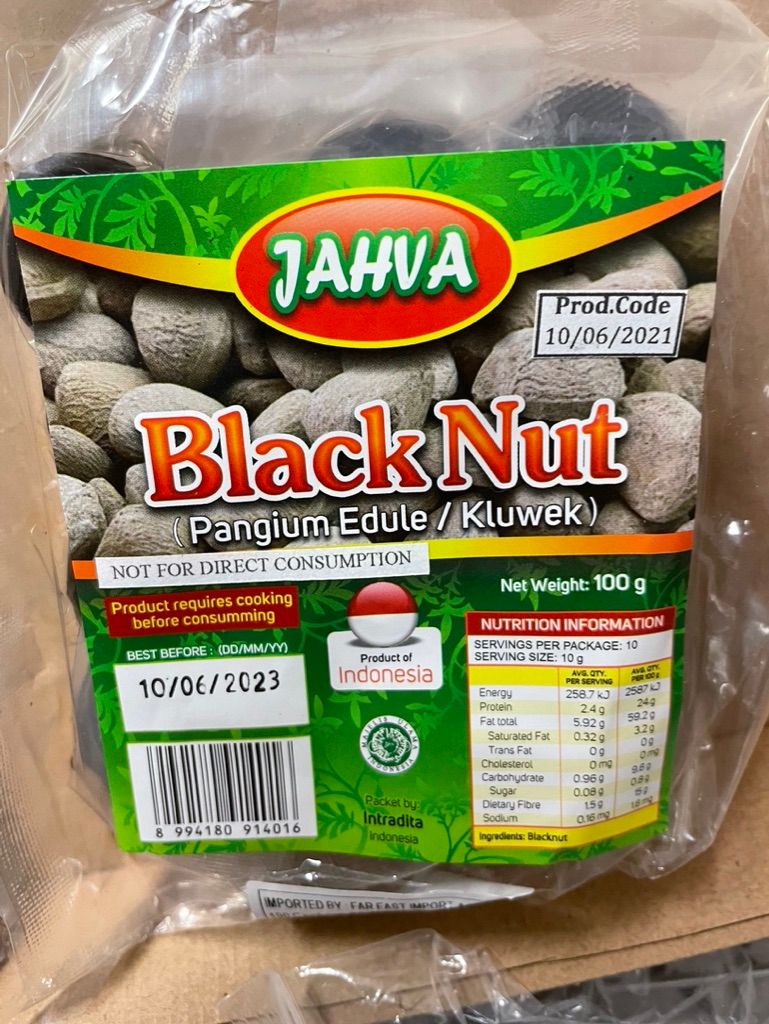 JAHVA
Prod.Code
10/06/2021
Black Nut
(Pangium Edule / Kluwek)
NOT FOR DIRECT CONSUMPTION
Product requires cooking
before consumming
BEST BEFORE : (DD/MM/YY)
10/06/2023
8 994180 914016
Product of
Indonesia
MAJELIS ULAMA INDONESIA
Packet by:
Intradita
Indonesia
Net Weight: 100 g
NUTRITION INFORMATION
SERVINGS PER PACKAGE: 10
SERVING SIZE: 10 g
AVG. QTY. PER SERVING AVG. QTY. PER 100 g
Energy 258.7 kJ 2587 kJ
Protein 2.4 g 24 g
Fat total 5.92 g 59.2 g
Saturated Fat 0.32 g 3.2 g
Trans Fat 0 g 0 g
Cholesterol 0 mg 0 mg
Carbohydrate 0.96 g 9.6 g
Sugar 0.08 g 0.8 g
Dietary Fibre 1.5 g 15 g
Sodium 0.16 mg 1.6 mg
Ingredients: Blacknut
IMPORTED BY : FAR EAST IMPORT